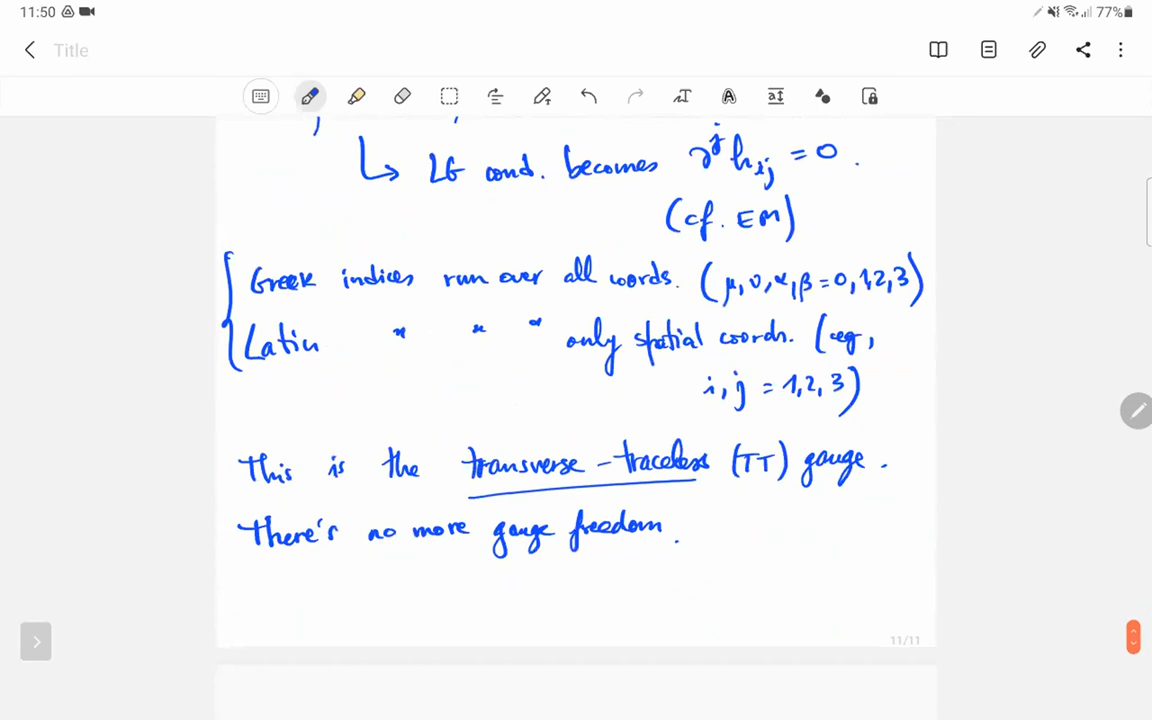 11:50 77%
Title
↳ LG cond. becomes ∂ʲhᵢⱼ = 0 .
(cf. EM)
Greek indices run over all coords. (μ, ν, α, β = 0, 1, 2, 3)
Latin " " " only spatial coords. (eg,
i, j = 1, 2, 3)
This is the transverse-traceless (TT) gauge.
There's no more gauge freedom.
11/11